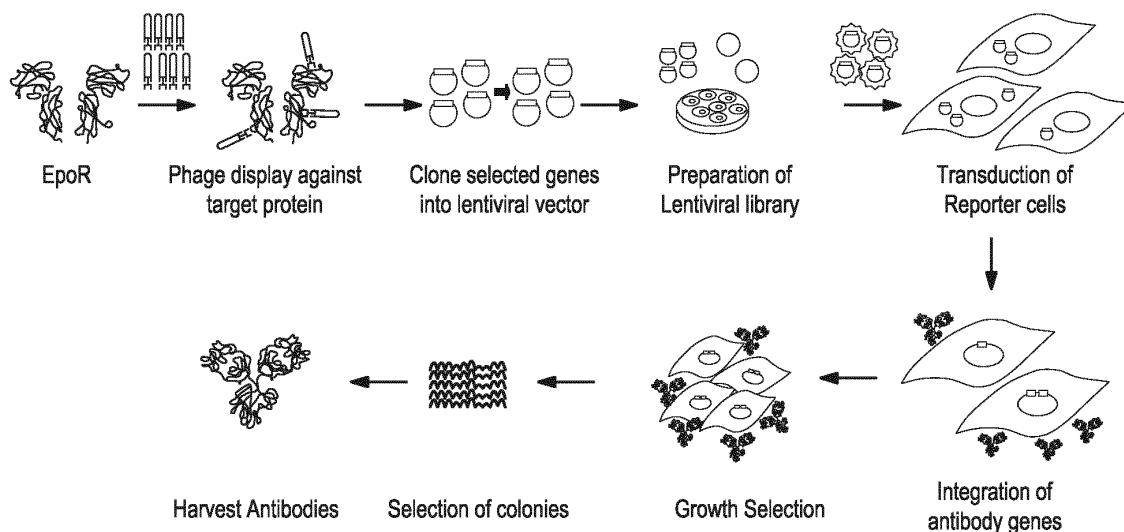 EpoR
Phage display against
target protein
Clone selected genes
into lentiviral vector
Preparation of
Lentiviral library
Transduction of
Reporter cells
Harvest Antibodies
Selection of colonies
Growth Selection
Integration of
antibody genes